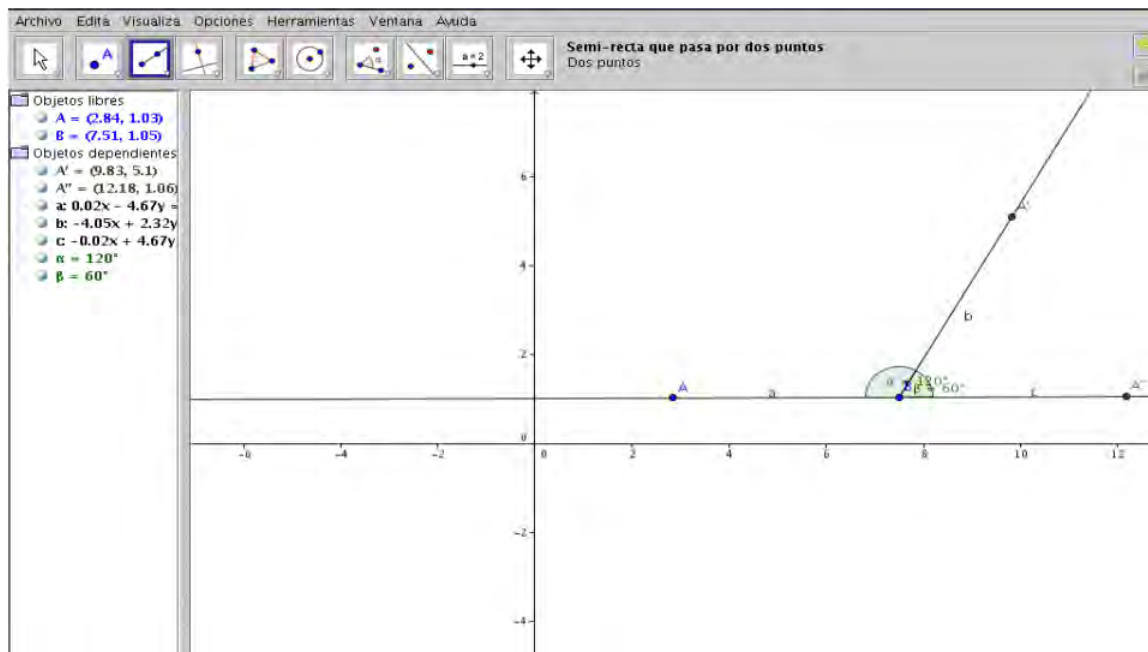 Archivo Edita Visualiza Opciones Herramientas Ventana Ayuda
A
α
a=2
Semi-recta que pasa por dos puntos
Dos puntos
Objetos libres
A = (2.84, 1.03)
B = (7.51, 1.05)
Objetos dependientes
A' = (9.83, 5.1)
A'' = (12.18, 1.06)
a: 0.02x - 4.67y =
b: -4.05x + 2.32y
c: -0.02x + 4.67y
α = 120°
β = 60°
6
A'
4
b
2
α = 120°
A
a
B
β = 60°
c
A''
0
-6
-4
-2
0
2
4
6
8
10
12
-2
-4